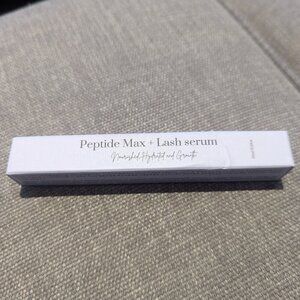 Peptide Max + Lash serum
Nourished, Hydrated and Growth